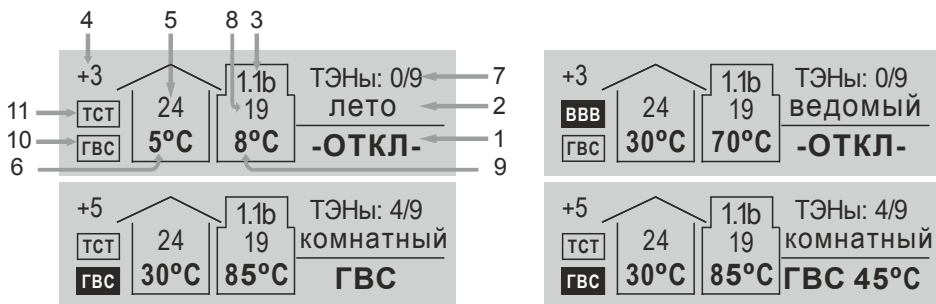 4 5 8 3
+3 1.1b ТЭНы: 0/9 7
11 ТСТ 24 19 лето 2
10 ГВС 5ºC 8ºC -ОТКЛ- 1
6 9
+3 1.1b ТЭНы: 0/9
ВВВ 24 19 ведомый
ГВС 30ºC 70ºC -ОТКЛ-
+5 1.1b ТЭНы: 4/9
ТСТ 24 19 комнатный
ГВС 30ºC 85ºC ГВС
+5 1.1b ТЭНы: 4/9
ТСТ 24 19 комнатный
ГВС 30ºC 85ºC ГВС 45ºC